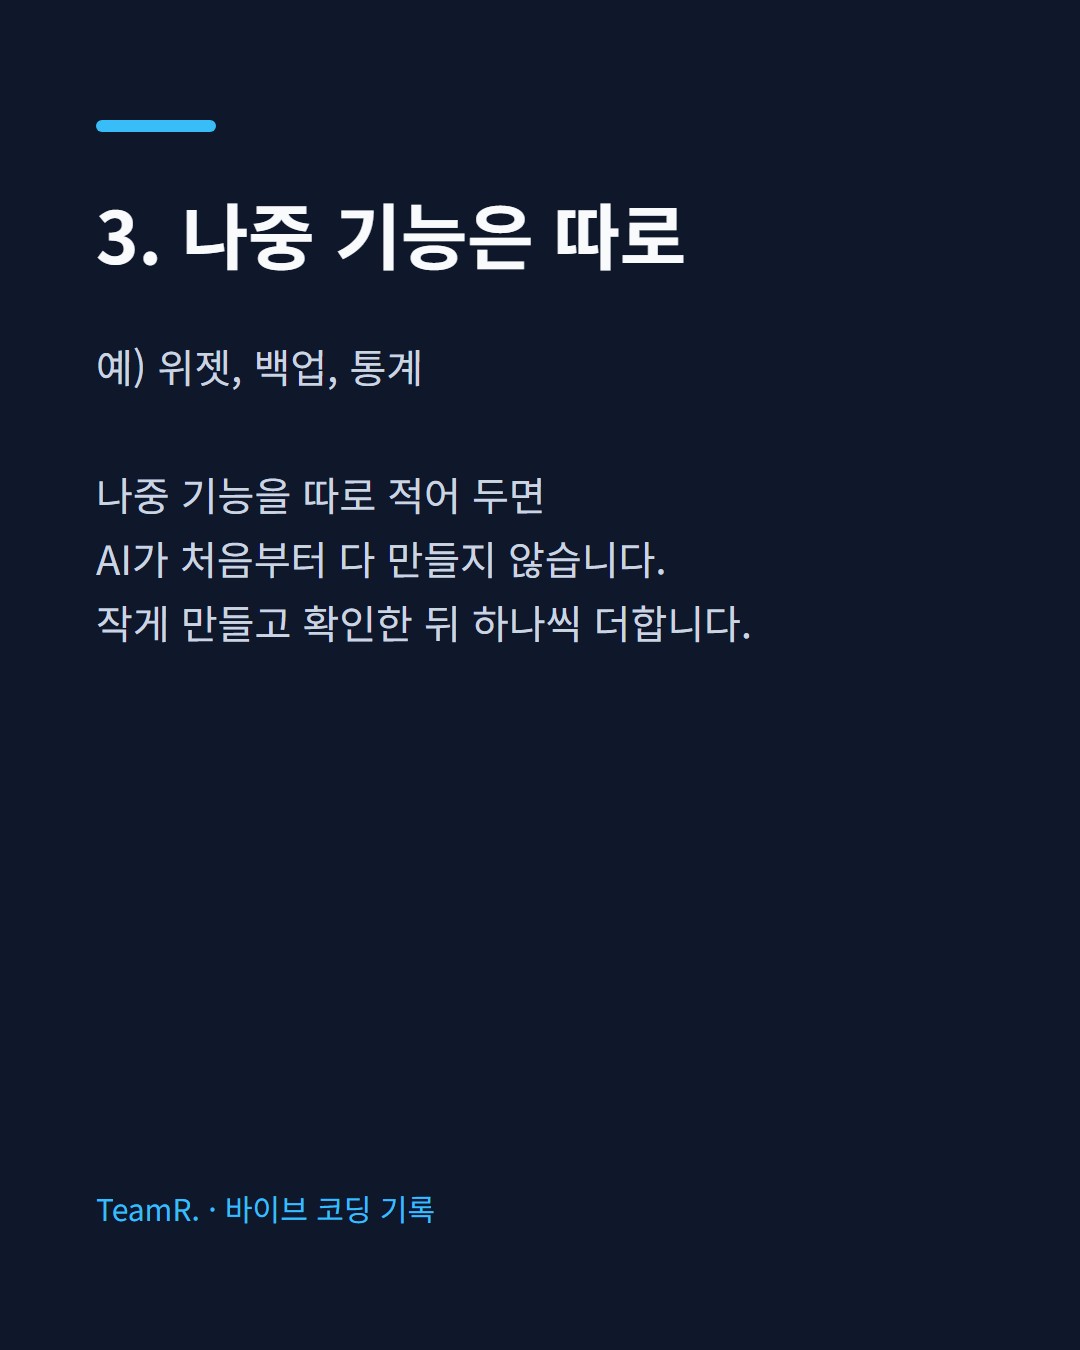 3. 나중 기능은 따로
예) 위젯, 백업, 통계
나중 기능을 따로 적어 두면
AI가 처음부터 다 만들지 않습니다.
작게 만들고 확인한 뒤 하나씩 더합니다.
TeamR. · 바이브 코딩 기록